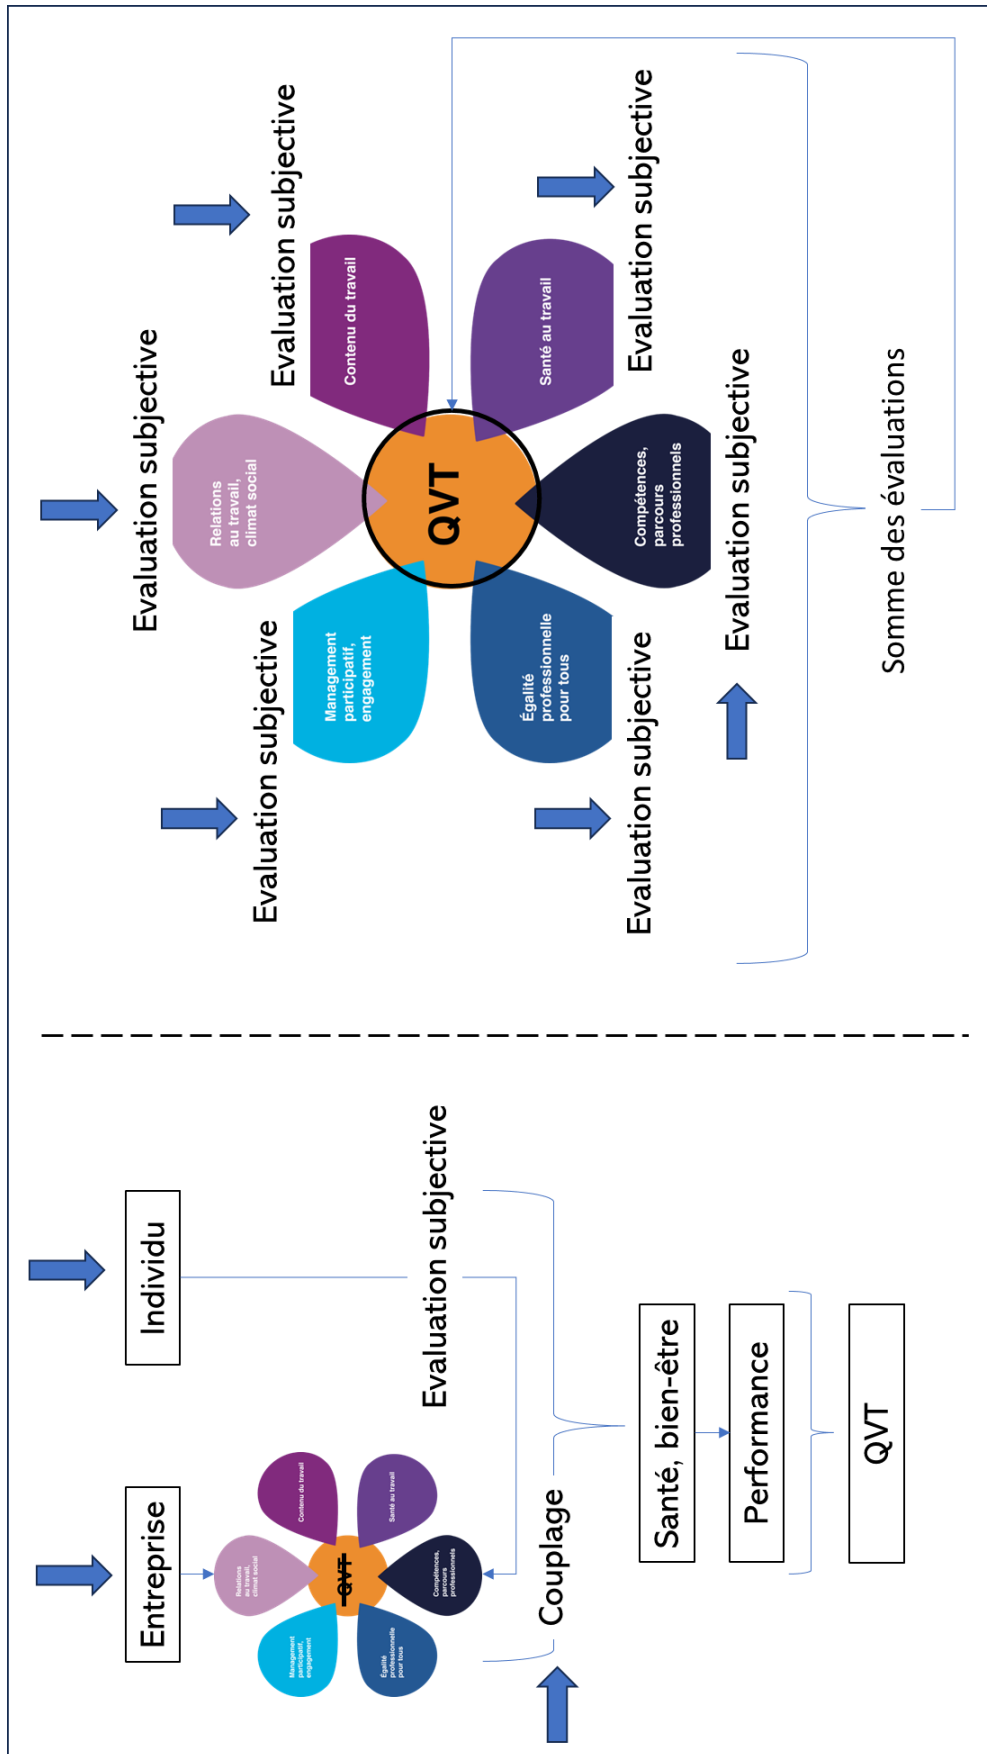 Entreprise
Individu
Relations
au travail,
climat social
Contenu du travail
Management
participatif,
engagement
QVT
Santé au travail
Égalité
professionnelle
pour tous
Compétences,
parcours
professionnels
Evaluation subjective
Couplage
Santé, bien-être
Performance
QVT
Evaluation subjective
Relations
au travail,
climat social
Evaluation subjective
Evaluation subjective
Management
participatif,
engagement
Contenu du travail
QVT
Égalité
professionnelle
pour tous
Santé au travail
Evaluation subjective
Evaluation subjective
Compétences,
parcours
professionnels
Evaluation subjective
Somme des évaluations